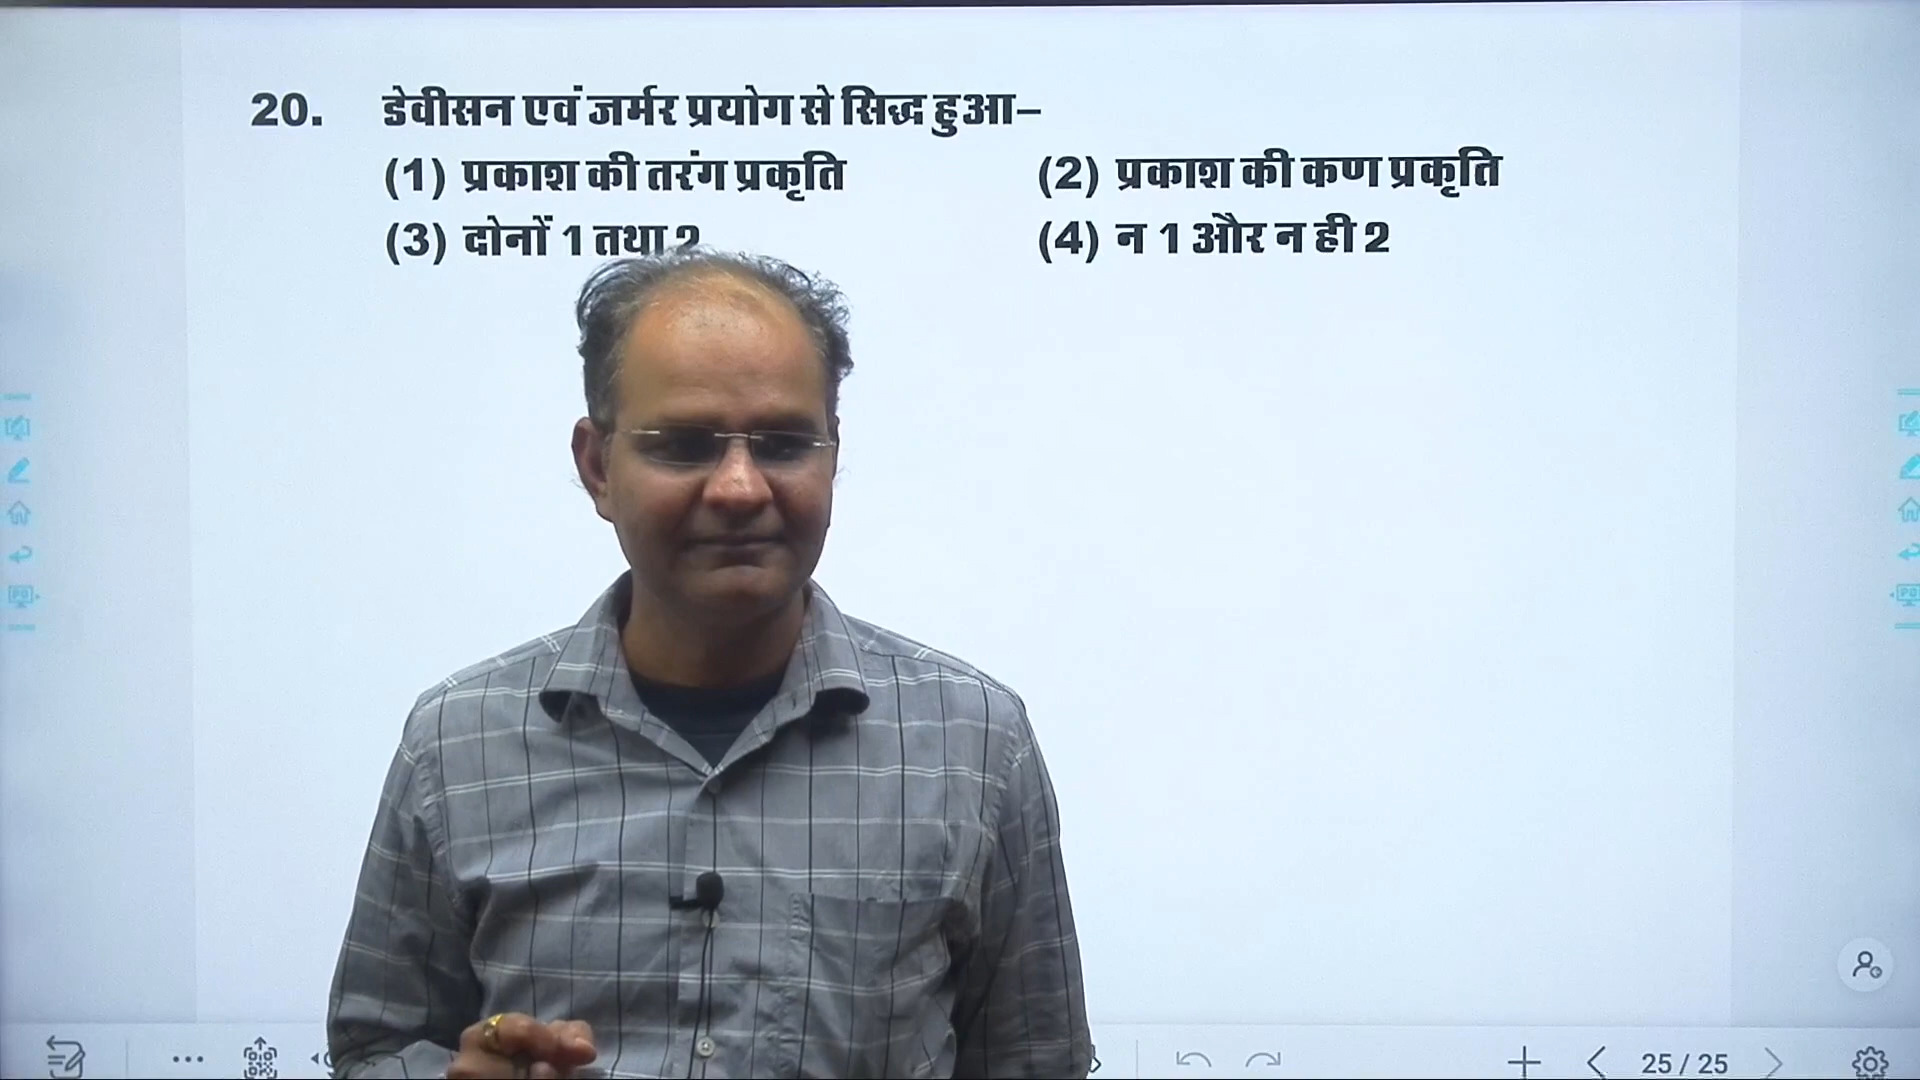 20. डेवीसन एवं जर्मर प्रयोग से सिद्ध हुआ–
(1) प्रकाश की तरंग प्रकृति (2) प्रकाश की कण प्रकृति
(3) दोनों 1 तथा 2 (4) न 1 और न ही 2
25 / 25